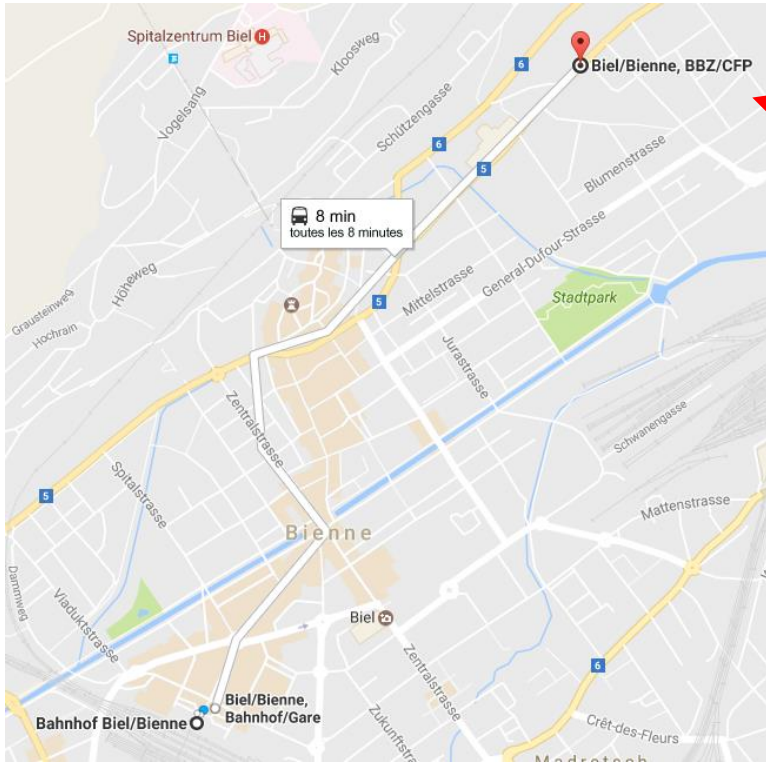 Spitalzentrum Biel H
Kloosweg
6
Biel/Bienne, BBZ/CFP
Vogelsang
Schützengasse
6
5
Blumenstrasse
8 min
toutes les 8 minutes
General-Dufour-Strasse
Höheweg
Mittelstrasse
Stadtpark
Grausteinweg
Hochrain
5
Jurastrasse
Zentralstrasse
Schwanengasse
Spitalstrasse
5
Mattenstrasse
Bienne
Dammweg
Viaduktstrasse
Biel
6
Zentralstrasse
Biel/Bienne,
Bahnhof/Gare
Bahnhof Biel/Bienne
Zukunftstr
Crêt-des-Fleurs
Madretsch